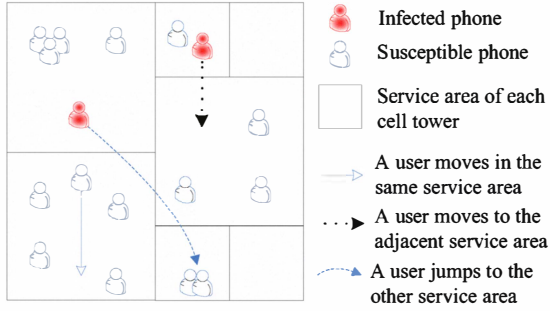 Infected phone
Susceptible phone
Service area of each
cell tower
A user moves in the
same service area
A user moves to the
adjacent service area
A user jumps to the
other service area